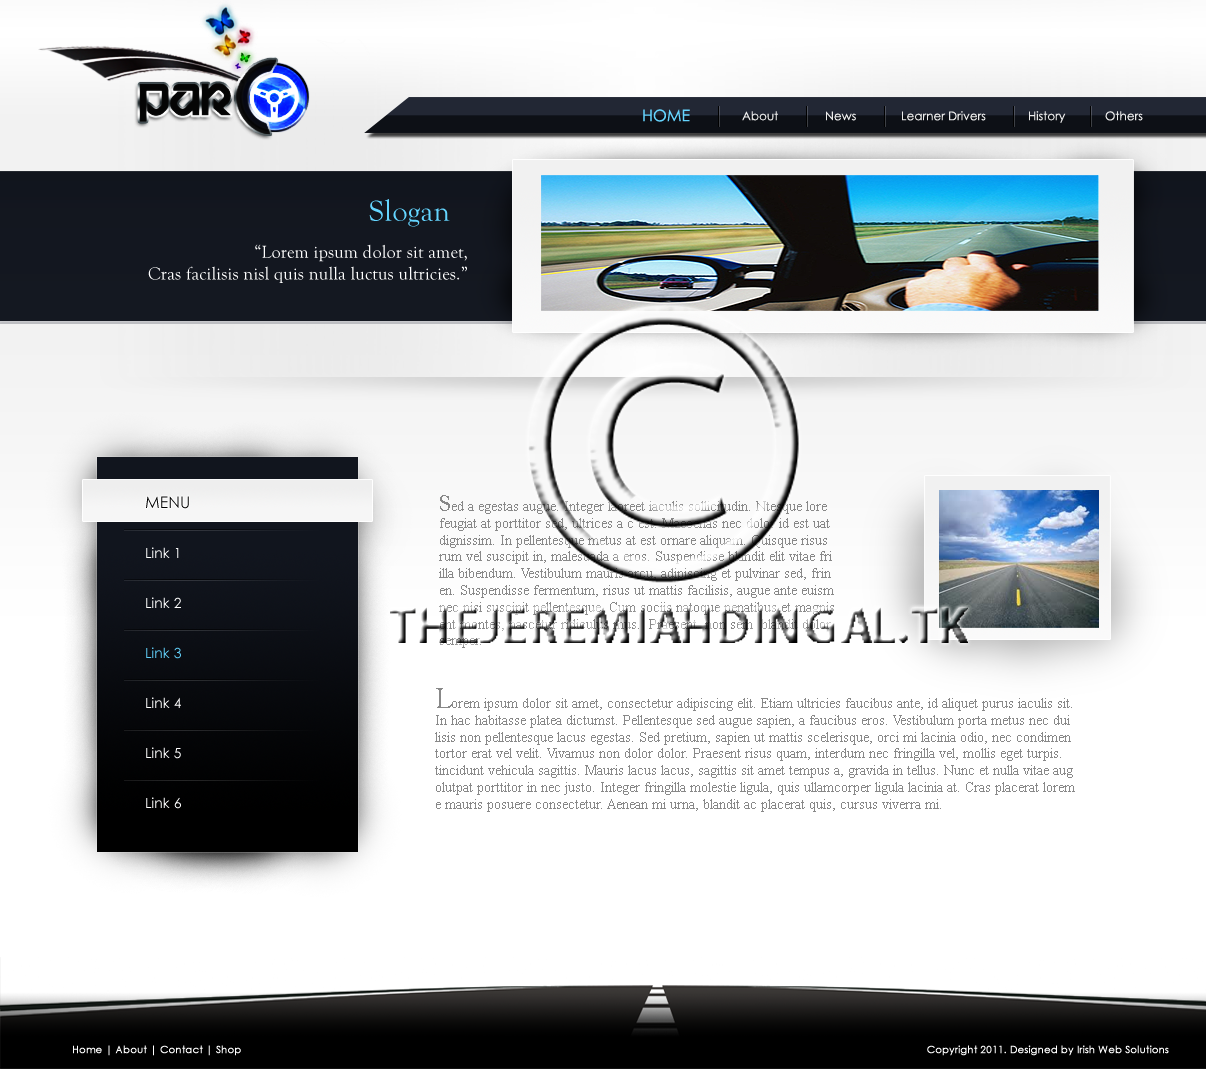 parO
HOME About News Learner Drivers History Others
Slogan
“Lorem ipsum dolor sit amet,
Cras facilisis nisl quis nulla luctus ultricies.”
MENU
Link 1
Link 2
Link 3
Link 4
Link 5
Link 6
©
Sed a egestas augue. Integer laoreet iaculis sollicitudin. Ntesque lore
feugiat at porttitor sed, ultrices a c est. Maecenas nec dolor id est uat
dignissim. In pellentesque metus at est ornare aliquam. Quisque risus
rum vel suscipit in, malesuada a eros. Suspendisse blandit elit vitae fri
illa bibendum. Vestibulum mauris arcu, adipiscing et pulvinar sed, frin
en. Suspendisse fermentum, risus ut mattis facilisis, augue ante euism
nec nisi suscipit pellentesque. Cum sociis natoque penatibus et magnis
ent montes, nascetur ridiculus mus. Praesent non sem blandit dolor
semper.
THEJEREMIAHDINGAL.TK
Lorem ipsum dolor sit amet, consectetur adipiscing elit. Etiam ultricies faucibus ante, id aliquet purus iaculis sit.
In hac habitasse platea dictumst. Pellentesque sed augue sapien, a faucibus eros. Vestibulum porta metus nec dui
lisis non pellentesque lacus egestas. Sed pretium, sapien ut mattis scelerisque, orci mi lacinia odio, nec condimen
tortor erat vel velit. Vivamus non dolor dolor. Praesent risus quam, interdum nec fringilla vel, mollis eget turpis.
tincidunt vehicula sagittis. Mauris lacus lacus, sagittis sit amet tempus a, gravida in tellus. Nunc et nulla vitae aug
olutpat porttitor in nec justo. Integer fringilla molestie ligula, quis ullamcorper ligula lacinia at. Cras placerat lorem
e mauris posuere consectetur. Aenean mi urna, blandit ac placerat quis, cursus viverra mi.
Home | About | Contact | Shop
Copyright 2011. Designed by Irish Web Solutions